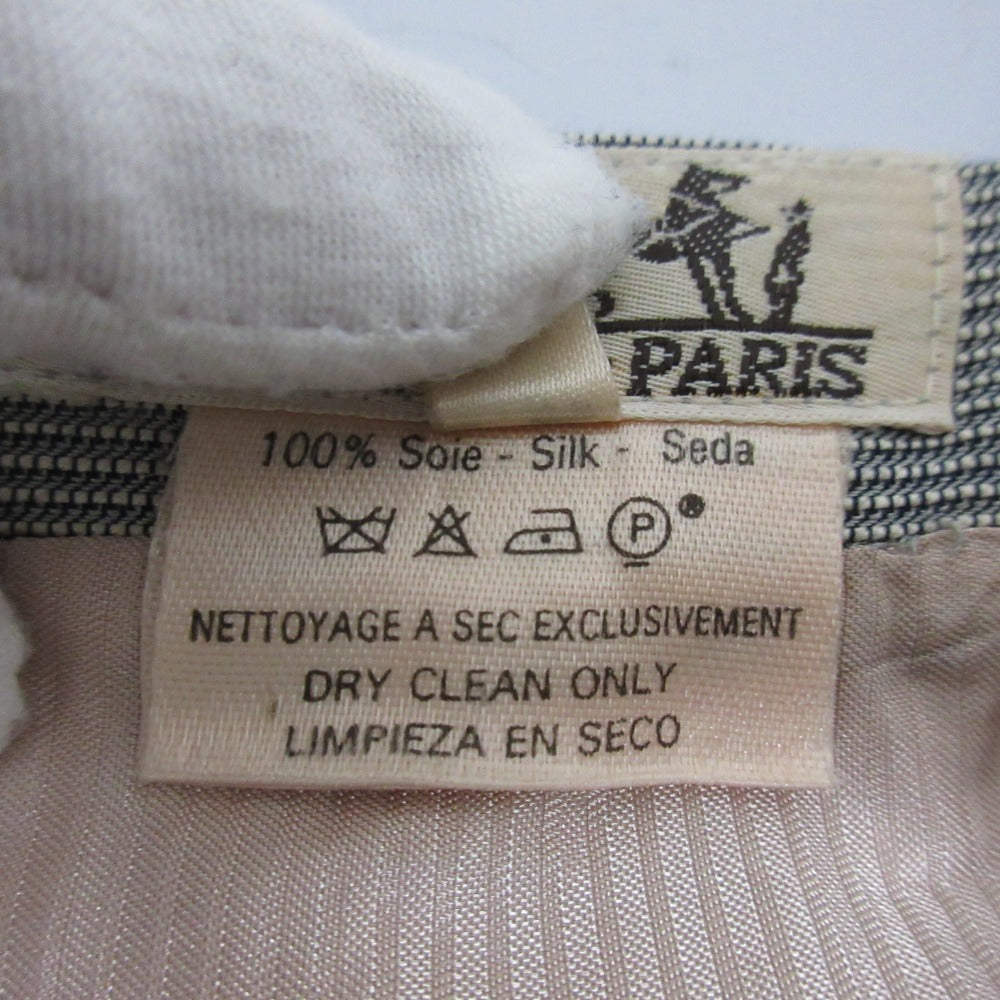 PARIS
100% Soie - Silk - Seda
P ®
NETTOYAGE A SEC EXCLUSIVEMENT
DRY CLEAN ONLY
LIMPIEZA EN SECO